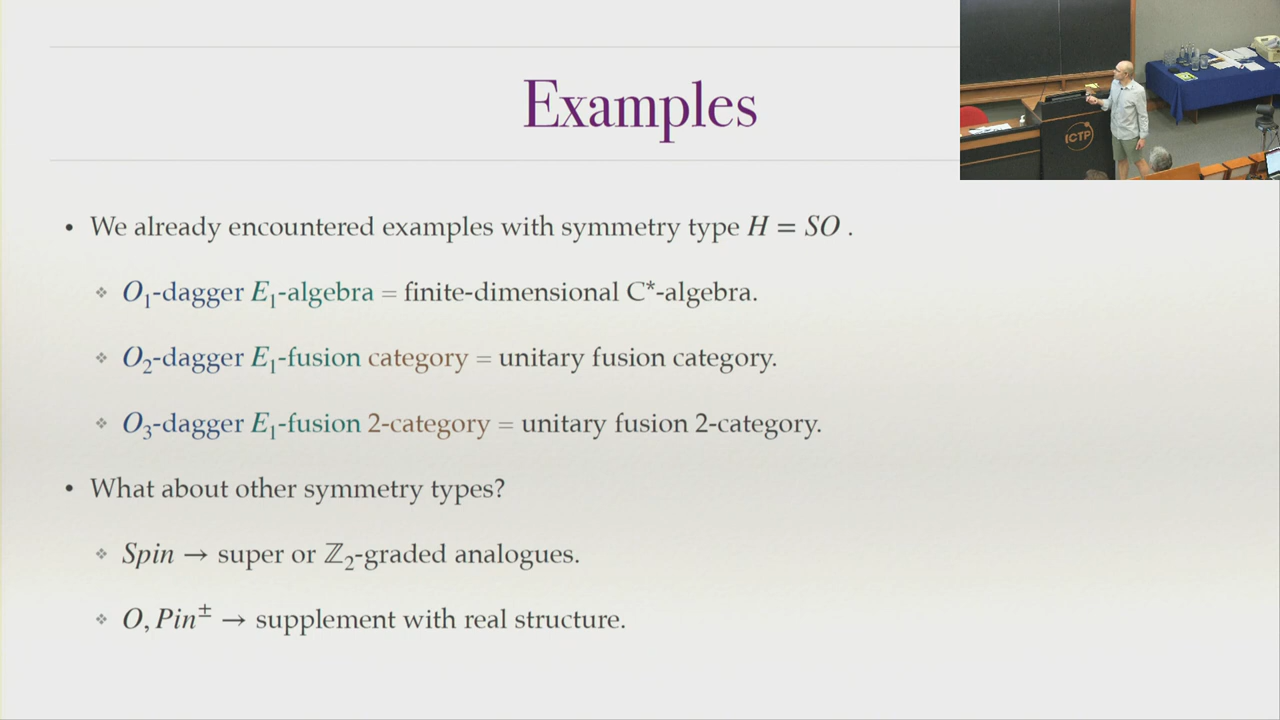 Examples
ICTP
• We already encountered examples with symmetry type H = SO .
❖ O₁-dagger E₁-algebra = finite-dimensional C*-algebra.
❖ O₂-dagger E₁-fusion category = unitary fusion category.
❖ O₃-dagger E₁-fusion 2-category = unitary fusion 2-category.
• What about other symmetry types?
❖ Spin → super or ℤ₂-graded analogues.
❖ O, Pin± → supplement with real structure.